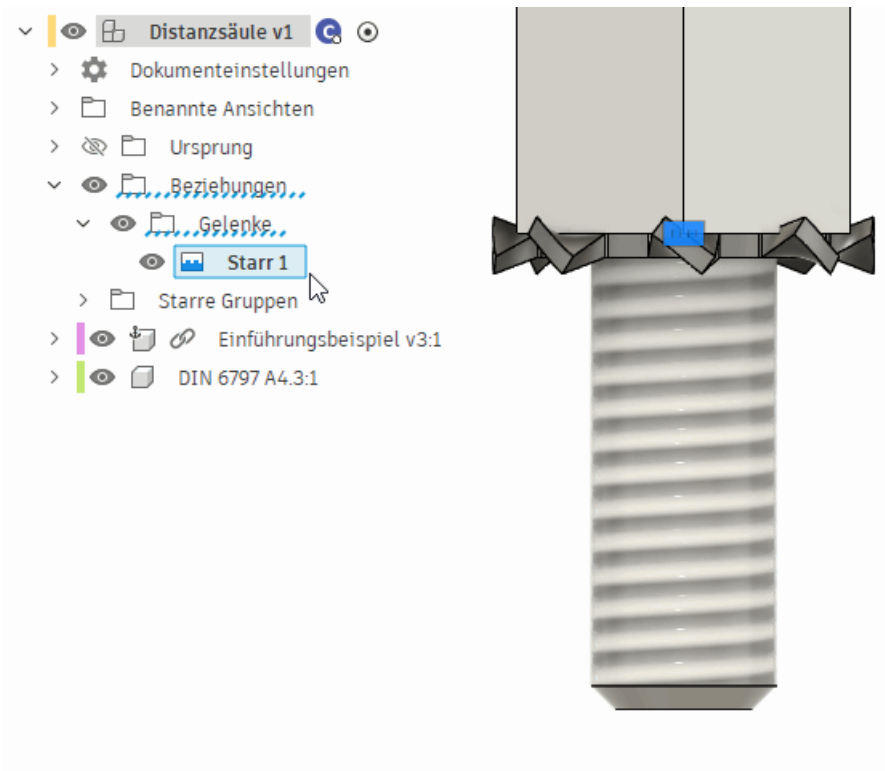 Distanzsäule v1
Dokumenteinstellungen
Benannte Ansichten
Ursprung
Beziehungen
Gelenke
Starr 1
Starre Gruppen
Einführungsbeispiel v3:1
DIN 6797 A4.3:1